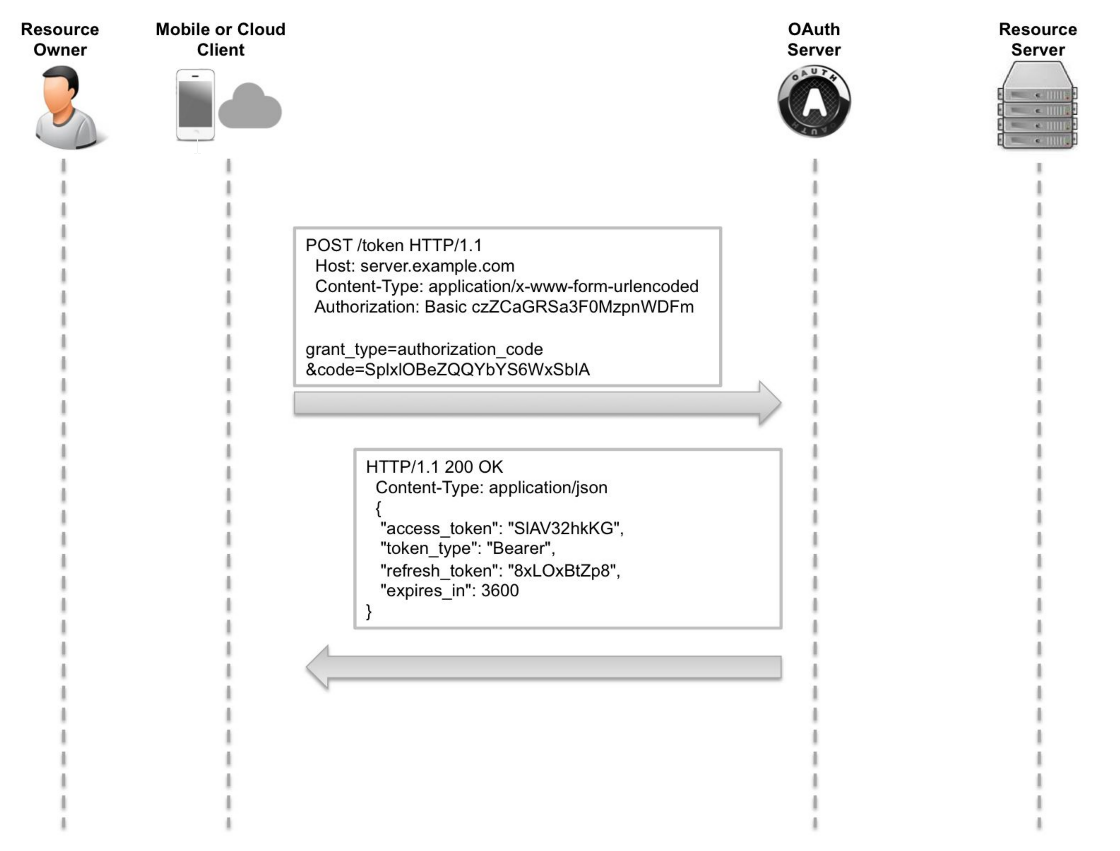 Resource
Owner
Mobile or Cloud
Client
OAuth
Server
Resource
Server
OAUTH
A
OAUTH
POST /token HTTP/1.1
Host: server.example.com
Content-Type: application/x-www-form-urlencoded
Authorization: Basic czZCaGRSa3F0MzpnWDFm
grant_type=authorization_code
&code=SplxlOBeZQQYbYS6WxSbIA
HTTP/1.1 200 OK
Content-Type: application/json
{
"access_token": "SlAV32hkKG",
"token_type": "Bearer",
"refresh_token": "8xLOxBtZp8",
"expires_in": 3600
}